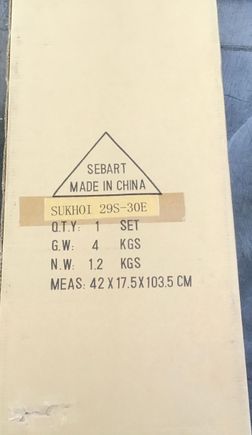 SEBART
MADE IN CHINA
SUKHOI 29S-30E
Q.T.Y: 1 SET
G.W: 4 KGS
N.W: 1.2 KGS
MEAS: 42 X 17.5 X 103.5 CM